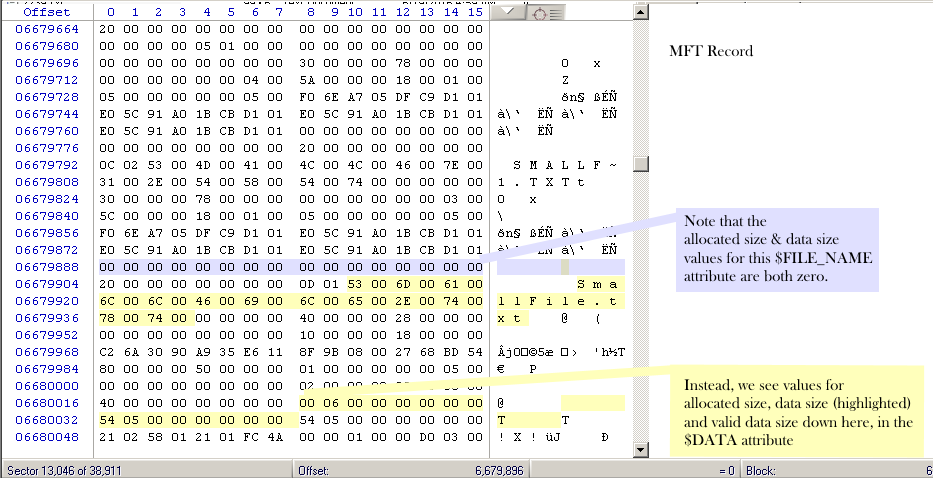 Offset 0 1 2 3 4 5 6 7 8 9 10 11 12 13 14 15
06679664 20 00 00 00 00 00 00 00 00 00 00 00 00 00 00 00
06679680 00 00 00 00 05 01 00 00 00 00 00 00 00 00 00 00
06679696 00 00 00 00 00 00 00 00 30 00 00 00 78 00 00 00 0 x
06679712 00 00 00 00 00 00 04 00 5A 00 00 00 18 00 01 00 Z
06679728 05 00 00 00 00 00 05 00 F0 6E A7 05 DF C9 D1 01 ðn§ ßÉÑ
06679744 E0 5C 91 A0 1B CB D1 01 E0 5C 91 A0 1B CB D1 01 à\‘ ËÑ à\‘ ËÑ
06679760 E0 5C 91 A0 1B CB D1 01 00 00 00 00 00 00 00 00 à\‘ ËÑ
06679776 00 00 00 00 00 00 00 00 20 00 00 00 00 00 00 00
06679792 0C 02 53 00 4D 00 41 00 4C 00 4C 00 46 00 7E 00 S M A L L F ~
06679808 31 00 2E 00 54 00 58 00 54 00 74 00 00 00 00 00 1 . T X T t
06679824 30 00 00 00 78 00 00 00 00 00 00 00 00 00 03 00 0 x
06679840 5C 00 00 00 18 00 01 00 05 00 00 00 00 00 05 00 \
06679856 F0 6E A7 05 DF C9 D1 01 E0 5C 91 A0 1B CB D1 01 ðn§ ßÉÑ à\‘ ËÑ
06679872 E0 5C 91 A0 1B CB D1 01 E0 5C 91 A0 1B CB D1 01 à\‘ ËÑ à\‘ ËÑ
06679888 00 00 00 00 00 00 00 00 00 00 00 00 00 00 00 00
06679904 20 00 00 00 00 00 00 00 0D 01 53 00 6D 00 61 00 S m a
06679920 6C 00 6C 00 46 00 69 00 6C 00 65 00 2E 00 74 00 l l F i l e . t
06679936 78 00 74 00 00 00 00 00 40 00 00 00 28 00 00 00 x t @ (
06679952 00 00 00 00 00 00 05 00 10 00 00 00 18 00 00 00
06679968 C2 6A 30 90 A9 35 E6 11 8F 9B 08 00 27 68 BD 54 Âj0 ©5æ › 'h½T
06679984 80 00 00 00 50 00 00 00 01 00 00 00 00 00 05 00 € P
06680000 00 00 00 00 00 00 00 00 02 00 00 00
06680016 40 00 00 00 00 00 00 00 00 06 00 00 00 00 00 00 @
06680032 54 05 00 00 00 00 00 00 54 05 00 00 00 00 00 00 T T
06680048 21 02 58 01 21 01 FC 4A 00 00 01 00 00 D0 03 00 ! X ! üJ Ð
MFT Record
Note that the
allocated size & data size
values for this $FILE_NAME
attribute are both zero.
Instead, we see values for
allocated size, data size (highlighted)
and valid data size down here, in the
$DATA attribute
Sector 13,046 of 38,911 Offset: 6,679,896 = 0 Block: 6